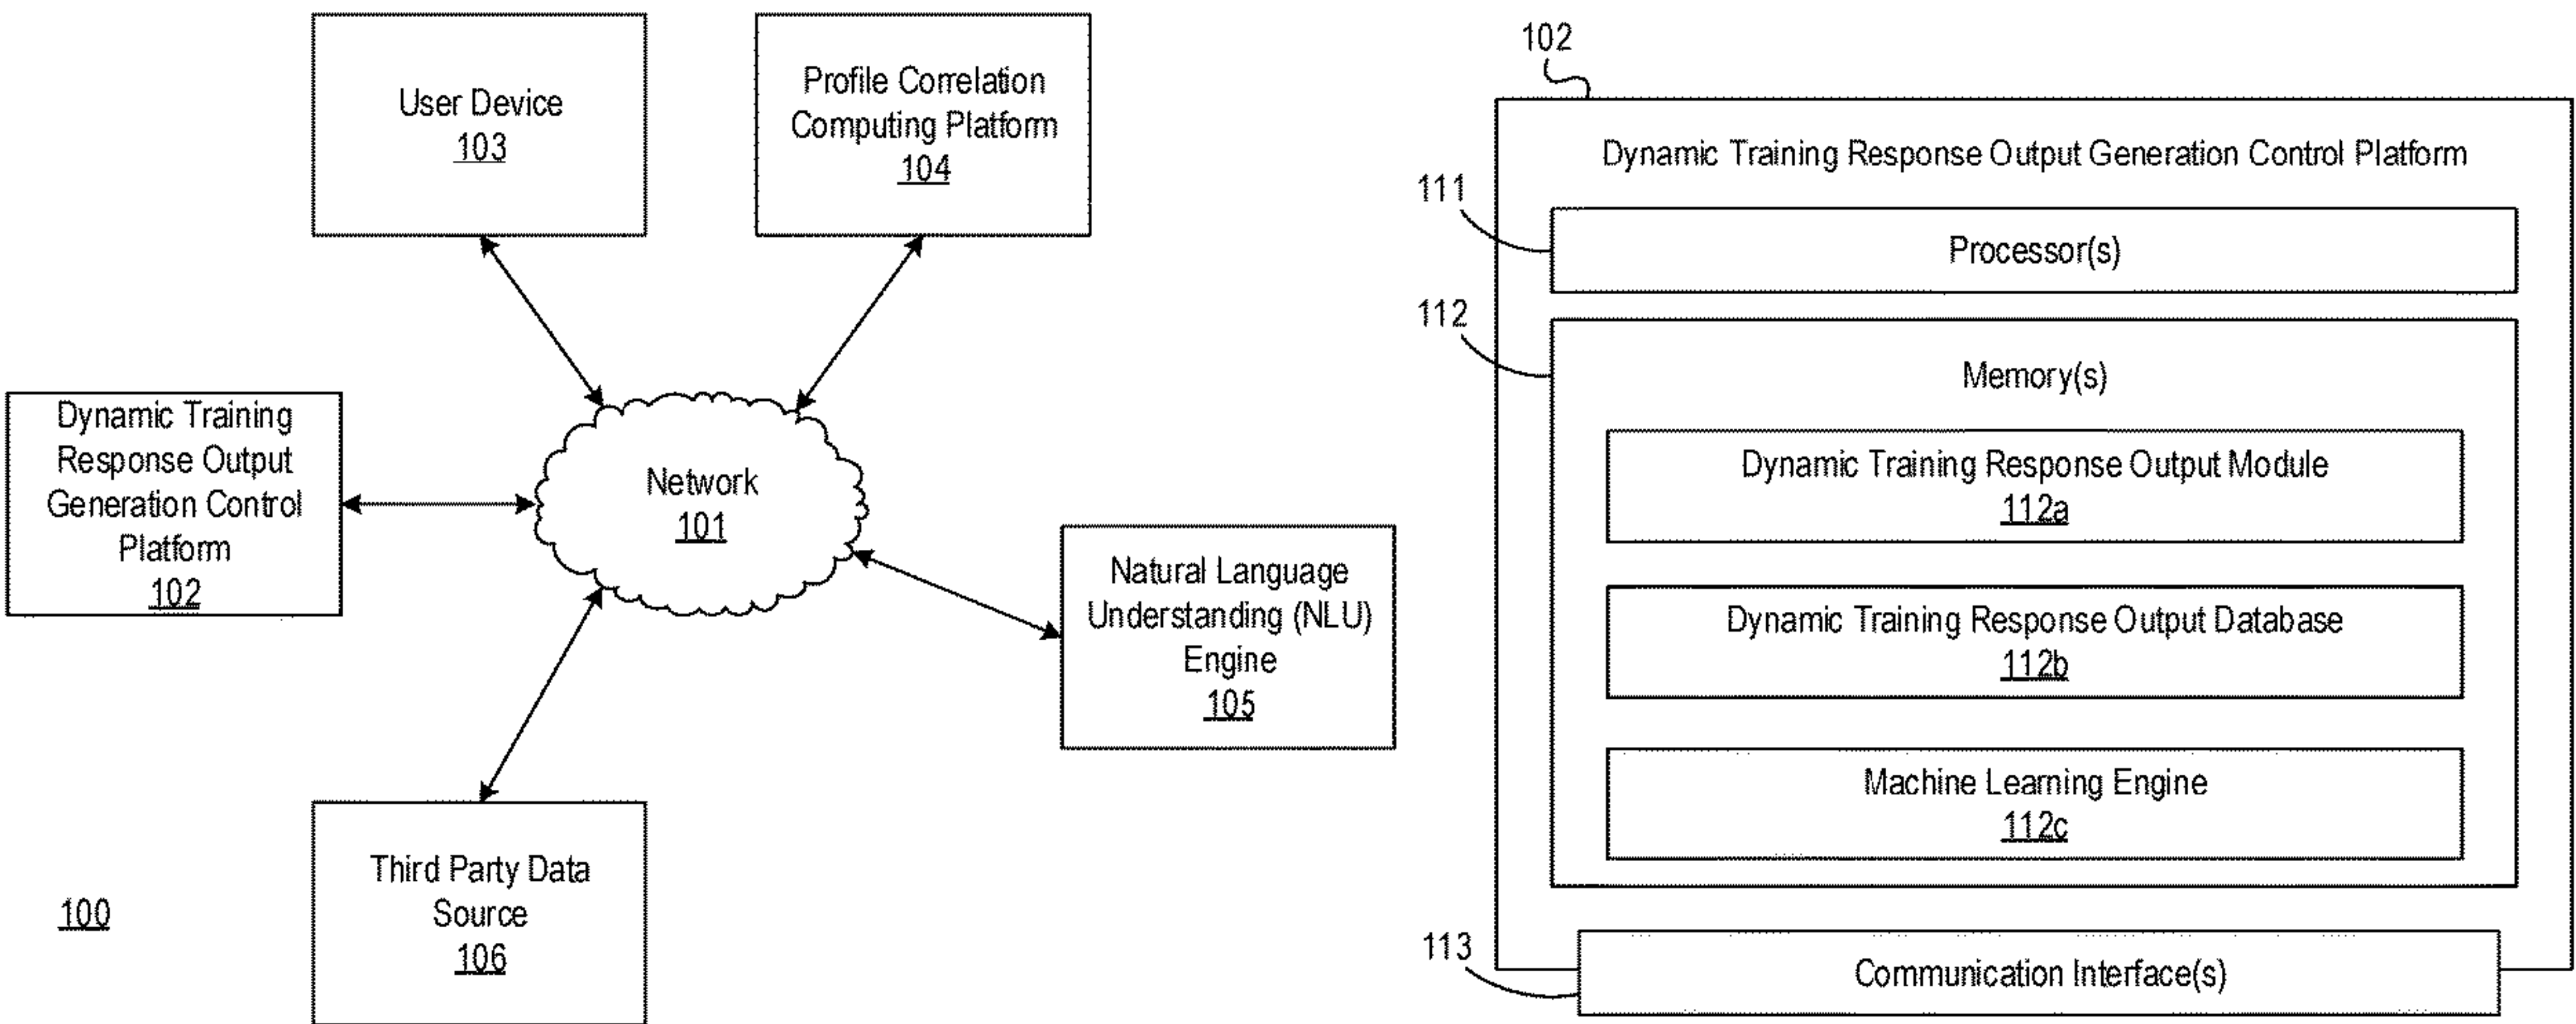 User Device
103
Profile Correlation
Computing Platform
104
Dynamic Training
Response Output
Generation Control
Platform
102
Network
101
Natural Language
Understanding (NLU)
Engine
105
Third Party Data
Source
106
100
102
Dynamic Training Response Output Generation Control Platform
111
Processor(s)
112
Memory(s)
Dynamic Training Response Output Module
112a
Dynamic Training Response Output Database
112b
Machine Learning Engine
112c
113
Communication Interface(s)